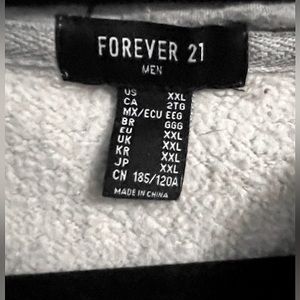 FOREVER 21
MEN
US XXL
CA 2TG
MX/ECU EEG
BR GGG
EU XXL
UK XXL
KR XXL
JP XXL
CN 185/120A
MADE IN CHINA